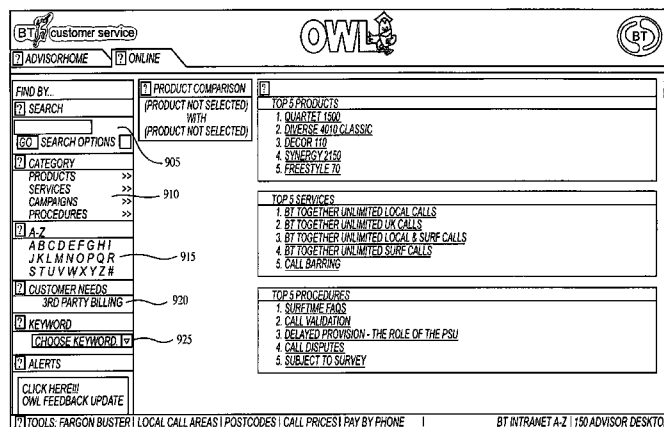 BT customer service
OWL
BT
? ADVISORHOME
? ONLINE
FIND BY...
? SEARCH
GO SEARCH OPTIONS
? CATEGORY
PRODUCTS >>
SERVICES >>
CAMPAIGNS >>
PROCEDURES >>
? A-Z
A B C D E F G H I
J K L M N O P Q R
S T U V W X Y Z #
? CUSTOMER NEEDS
3RD PARTY BILLING
? KEYWORD
CHOOSE KEYWORD.
? ALERTS
CLICK HERE!!!
OWL FEEDBACK UPDATE
? PRODUCT COMPARISON
(PRODUCT NOT SELECTED)
WITH
(PRODUCT NOT SELECTED)
905
910
915
920
925
?
TOP 5 PRODUCTS
1. QUARTET 1500
2. DIVERSE 4010 CLASSIC
3. DECOR 110
4. SYNERGY 2150
5. FREESTYLE 70
TOP 5 SERVICES
1. BT TOGETHER UNLIMITED LOCAL CALLS
2. BT TOGETHER UNLIMITED UK CALLS
3. BT TOGETHER UNLIMITED LOCAL & SURF CALLS
4. BT TOGETHER UNLIMITED SURF CALLS
5. CALL BARRING
TOP 5 PROCEDURES
1. SURFTIME FAQS
2. CALL VALIDATION
3. DELAYED PROVISION - THE ROLE OF THE PSU
4. CALL DISPUTES
5. SUBJECT TO SURVEY
? TOOLS: FARGON BUSTER | LOCAL CALL AREAS | POSTCODES | CALL PRICES | PAY BY PHONE | BT INTRANET A-Z | 150 ADVISOR DESKTO